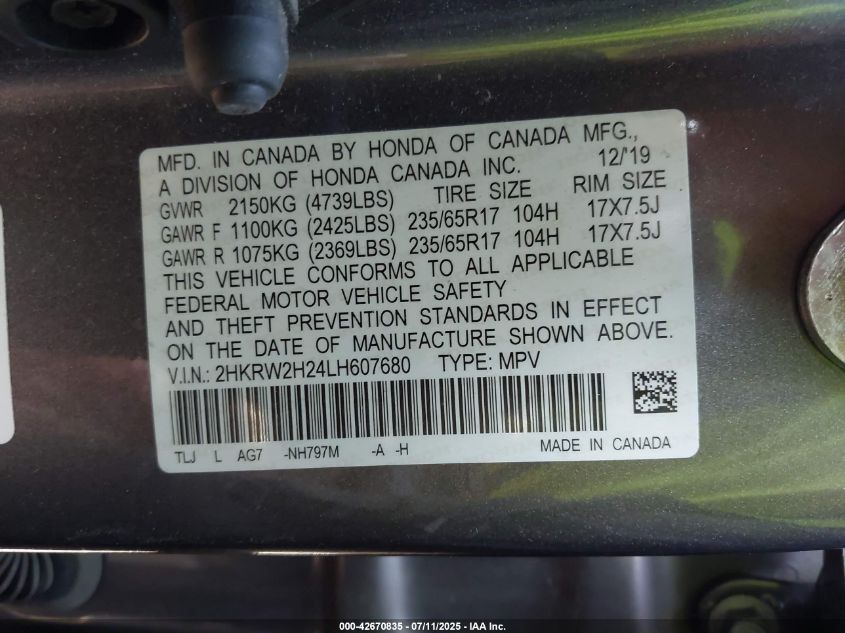 MFD. IN CANADA BY HONDA OF CANADA MFG.,
A DIVISION OF HONDA CANADA INC. 12/'19
GVWR 2150KG (4739LBS) TIRE SIZE RIM SIZE
GAWR F 1100KG (2425LBS) 235/65R17 104H 17X7.5J
GAWR R 1075KG (2369LBS) 235/65R17 104H 17X7.5J
THIS VEHICLE CONFORMS TO ALL APPLICABLE
FEDERAL MOTOR VEHICLE SAFETY
AND THEFT PREVENTION STANDARDS IN EFFECT
ON THE DATE OF MANUFACTURE SHOWN ABOVE.
V.I.N.: 2HKRW2H24LH607680 TYPE: MPV
TLJ L AG7 -NH797M -A -H MADE IN CANADA
000-42670835 - 07/11/2025 - IAA Inc.